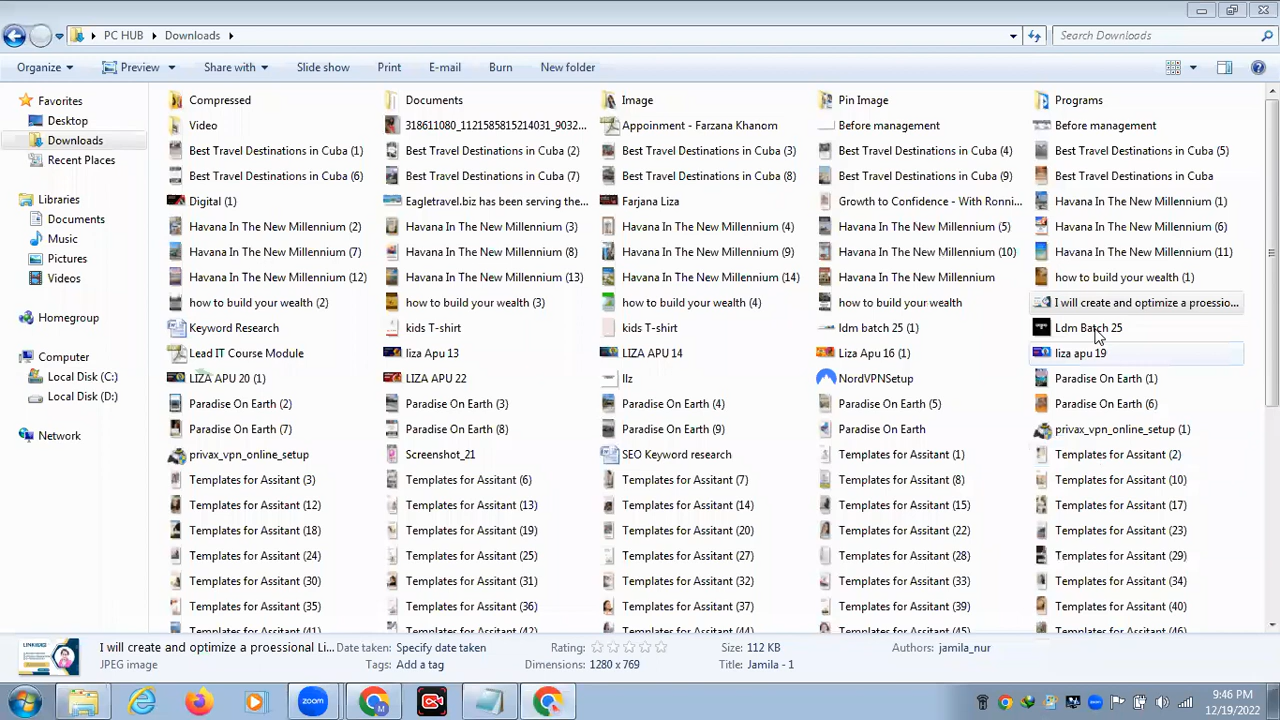 PC HUB
Downloads
Search Downloads
Organize
Preview
Share with
Slide show
Print
E-mail
Burn
New folder
Favorites
Desktop
Downloads
Recent Places
Libraries
Documents
Music
Pictures
Videos
Homegroup
Computer
Local Disk (C:)
Local Disk (D:)
Network
Compressed
Documents
Image
Pin Image
Programs
Video
318611080_1121585815214031_9032...
Appoinment - Farzana Khanom
Before management
Before management
Best Travel Destinations in Cuba (1)
Best Travel Destinations in Cuba (2)
Best Travel Destinations in Cuba (3)
Best Travel Destinations in Cuba (4)
Best Travel Destinations in Cuba (5)
Best Travel Destinations in Cuba (6)
Best Travel Destinations in Cuba (7)
Best Travel Destinations in Cuba (8)
Best Travel Destinations in Cuba (9)
Best Travel Destinations in Cuba
Digital (1)
Eagletravel.biz has been serving the...
Farjana Liza
Growth to Confidence - With Ronni...
Havana In The New Millennium (1)
Havana In The New Millennium (2)
Havana In The New Millennium (3)
Havana In The New Millennium (4)
Havana In The New Millennium (5)
Havana In The New Millennium (6)
Havana In The New Millennium (7)
Havana In The New Millennium (8)
Havana In The New Millennium (9)
Havana In The New Millennium (10)
Havana In The New Millennium (11)
Havana In The New Millennium (12)
Havana In The New Millennium (13)
Havana In The New Millennium (14)
Havana In The New Millennium
how to build your wealth (1)
how to build your wealth (2)
how to build your wealth (3)
how to build your wealth (4)
how to build your wealth
I will create and optimize a proessio...
Keyword Research
kids T-shirt
kids T-shirt
ldm batch 25 (1)
25
Lead IT Course Module
liza Apu 13
LIZA APU 14
Liza Apu 16 (1)
liza apu 19
LIZA APU 20 (1)
LIZA APU 22
NordVPNSetup
Paradise On Earth (1)
Paradise On Earth (2)
Paradise On Earth (3)
Paradise On Earth (4)
Paradise On Earth (5)
Paradise On Earth (6)
Paradise On Earth (7)
Paradise On Earth (8)
Paradise On Earth (9)
Paradise On Earth
privax_vpn_online_setup (1)
privax_vpn_online_setup
Screenshot_21
SEO Keyword research
Templates for Assitant (1)
Templates for Assitant (2)
Templates for Assitant (3)
Templates for Assitant (6)
Templates for Assitant (7)
Templates for Assitant (8)
Templates for Assitant (10)
Templates for Assitant (12)
Templates for Assitant (13)
Templates for Assitant (14)
Templates for Assitant (15)
Templates for Assitant (17)
Templates for Assitant (18)
Templates for Assitant (19)
Templates for Assitant (20)
Templates for Assitant (22)
Templates for Assitant (23)
Templates for Assitant (24)
Templates for Assitant (25)
Templates for Assitant (27)
Templates for Assitant (28)
Templates for Assitant (29)
Templates for Assitant (30)
Templates for Assitant (31)
Templates for Assitant (32)
Templates for Assitant (33)
Templates for Assitant (34)
Templates for Assitant (35)
Templates for Assitant (36)
Templates for Assitant (37)
Templates for Assitant (39)
Templates for Assitant (40)
I will create and optimize a proessional li...
Date taken: Specify date taken
Rating:
Size: 212 KB
Authors: jamila_nur
JPEG image
Tags: Add a tag
Dimensions: 1280 x 769
Title: Jamila - 1
zoom
9:46 PM
12/19/2022